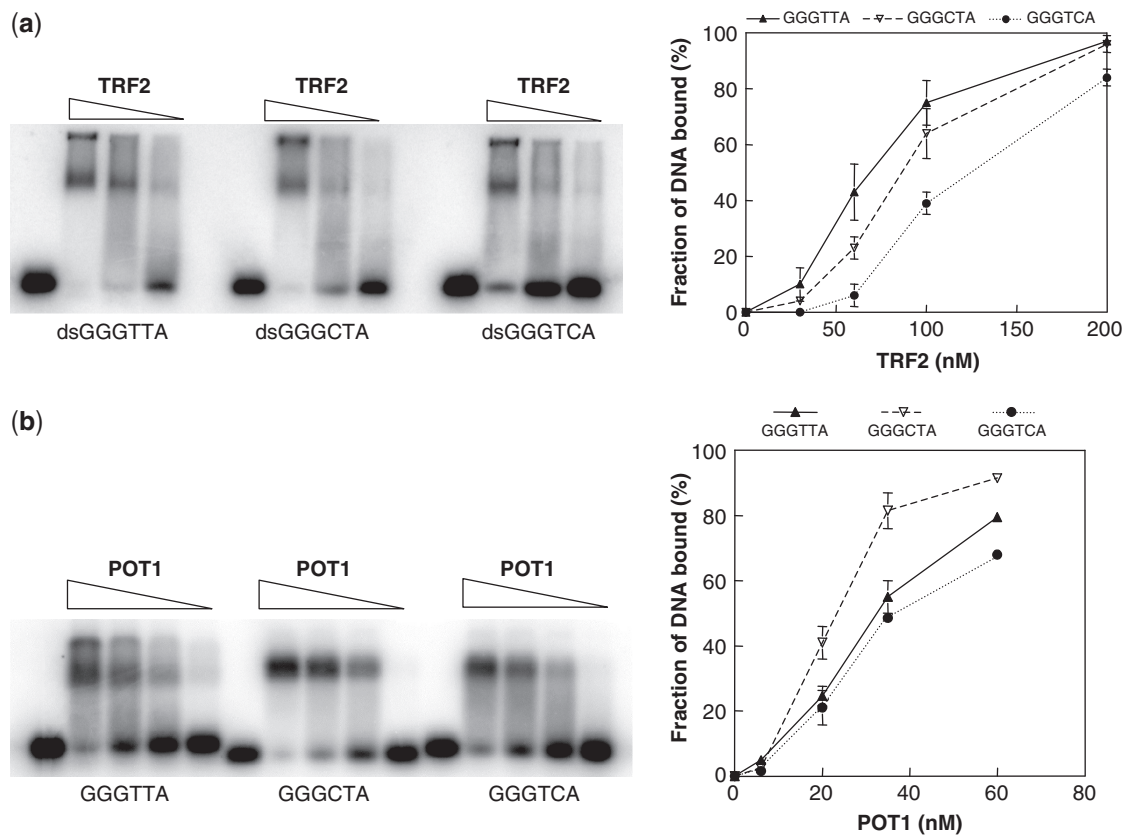 (a)
TRF2 TRF2 TRF2
dsGGGTTA dsGGGCTA dsGGGTCA
GGGTTA GGGCTA GGGTCA
Fraction of DNA bound (%)
100
80
60
40
20
0
0 50 100 150 200
TRF2 (nM)
(b)
POT1 POT1 POT1
GGGTTA GGGCTA GGGTCA
GGGTTA GGGCTA GGGTCA
Fraction of DNA bound (%)
100
80
60
40
20
0
0 20 40 60 80
POT1 (nM)